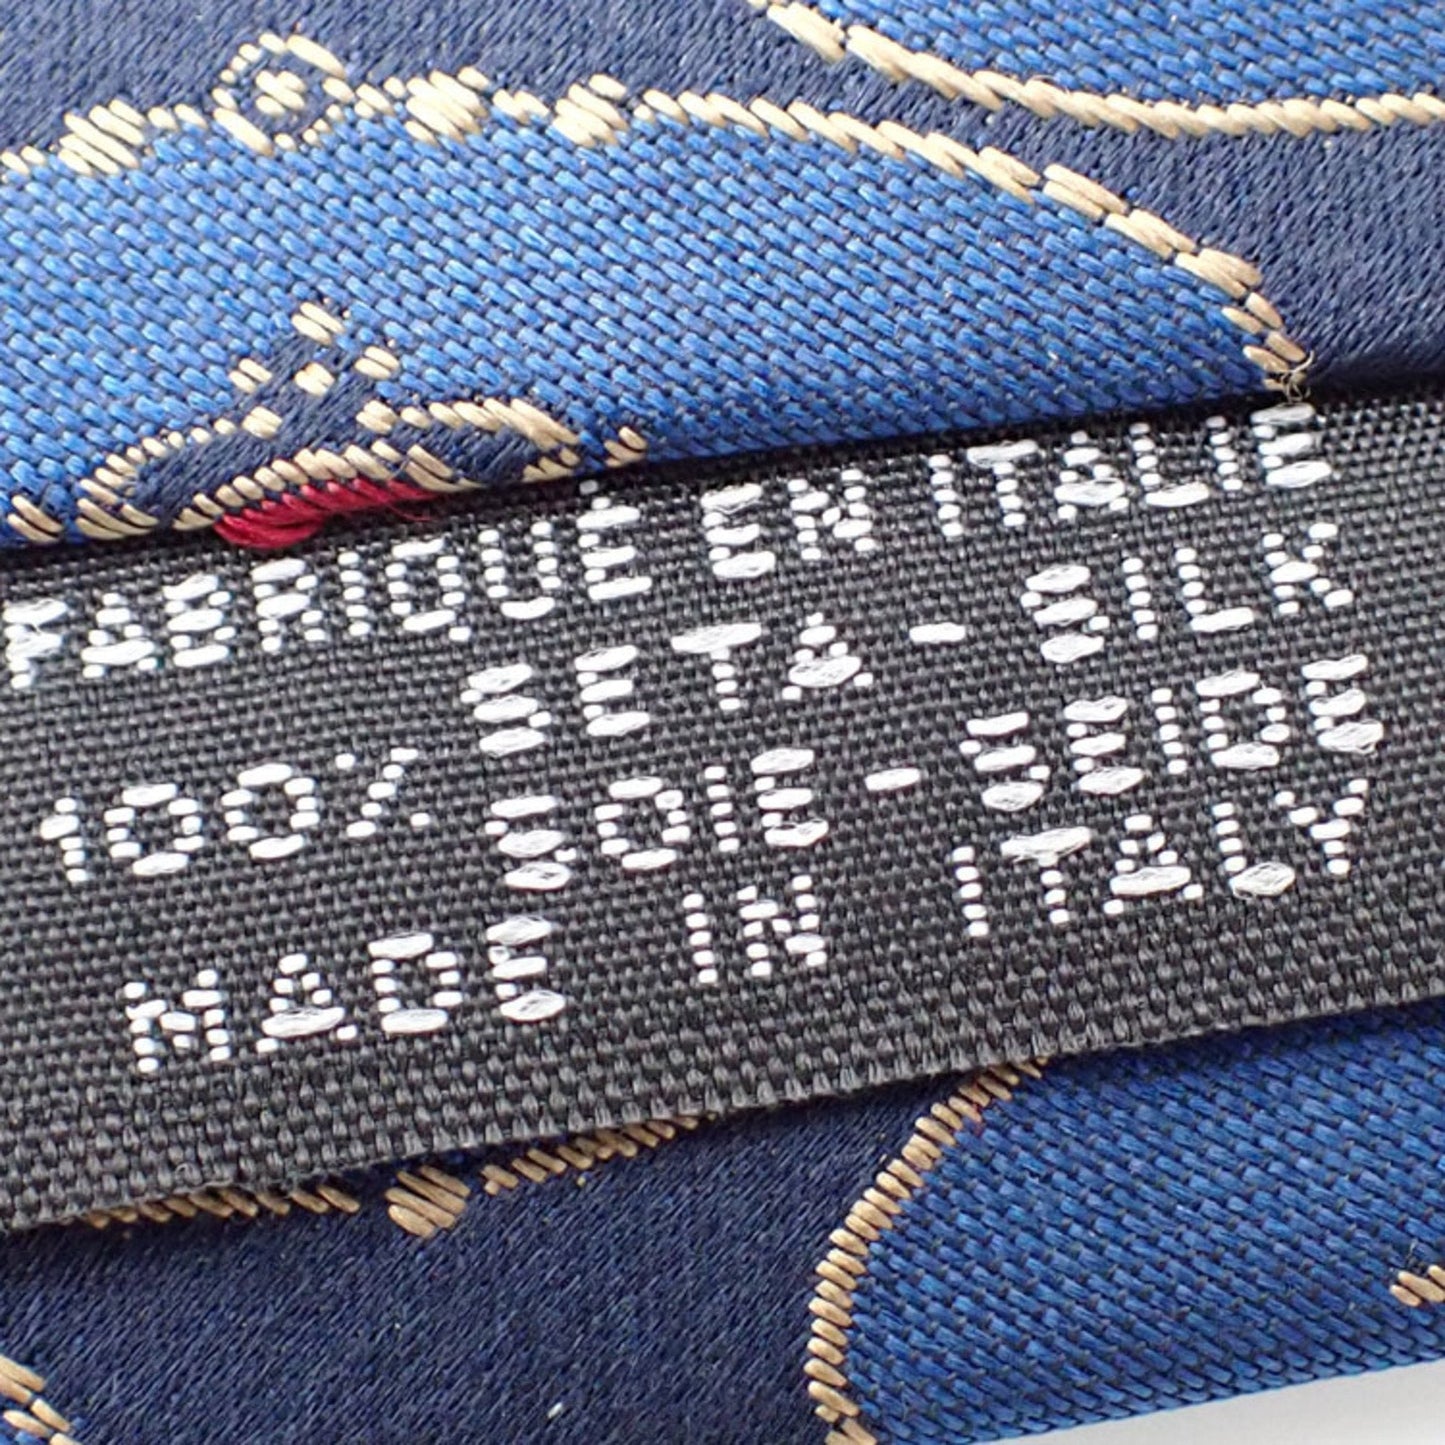 FABRIQUÉ EN ITALIE
100% SETA - SILK
SOIE - SEIDE
MADE IN ITALY